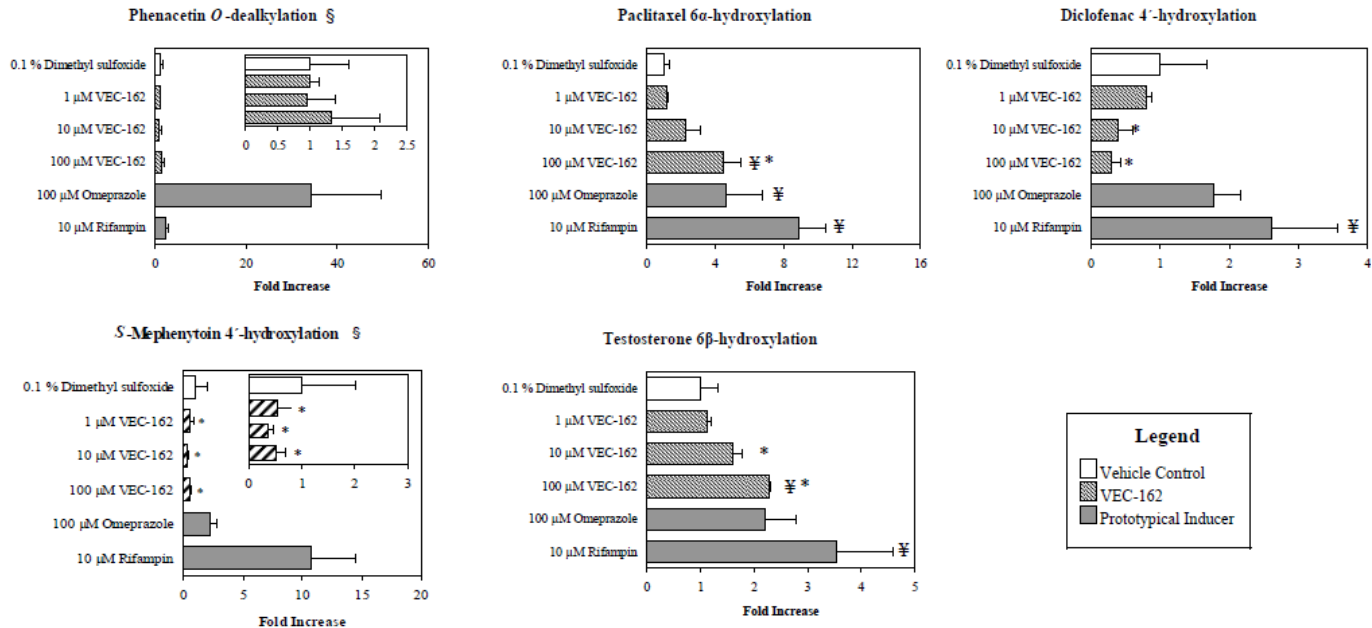 Phenacetin O-dealkylation §
0.1 % Dimethyl sulfoxide
1 µM VEC-162
10 µM VEC-162
100 µM VEC-162
100 µM Omeprazole
10 µM Rifampin
0 0.5 1 1.5 2 2.5
0 20 40 60
Fold Increase
Paclitaxel 6α-hydroxylation
0.1 % Dimethyl sulfoxide
1 µM VEC-162
10 µM VEC-162
100 µM VEC-162
¥ *
100 µM Omeprazole
¥
10 µM Rifampin
¥
0 4 8 12 16
Fold Increase
Diclofenac 4´-hydroxylation
0.1 % Dimethyl sulfoxide
1 µM VEC-162
10 µM VEC-162
*
100 µM VEC-162
*
100 µM Omeprazole
10 µM Rifampin
¥
0 1 2 3 4
Fold Increase
S-Mephenytoin 4´-hydroxylation §
0.1 % Dimethyl sulfoxide
1 µM VEC-162
*
10 µM VEC-162
*
100 µM VEC-162
*
100 µM Omeprazole
10 µM Rifampin
*
*
*
0 1 2 3
0 5 10 15 20
Fold Increase
Testosterone 6β-hydroxylation
0.1 % Dimethyl sulfoxide
1 µM VEC-162
10 µM VEC-162
*
100 µM VEC-162
¥ *
100 µM Omeprazole
10 µM Rifampin
¥
0 1 2 3 4 5
Fold Increase
Legend
Vehicle Control
VEC-162
Prototypical Inducer